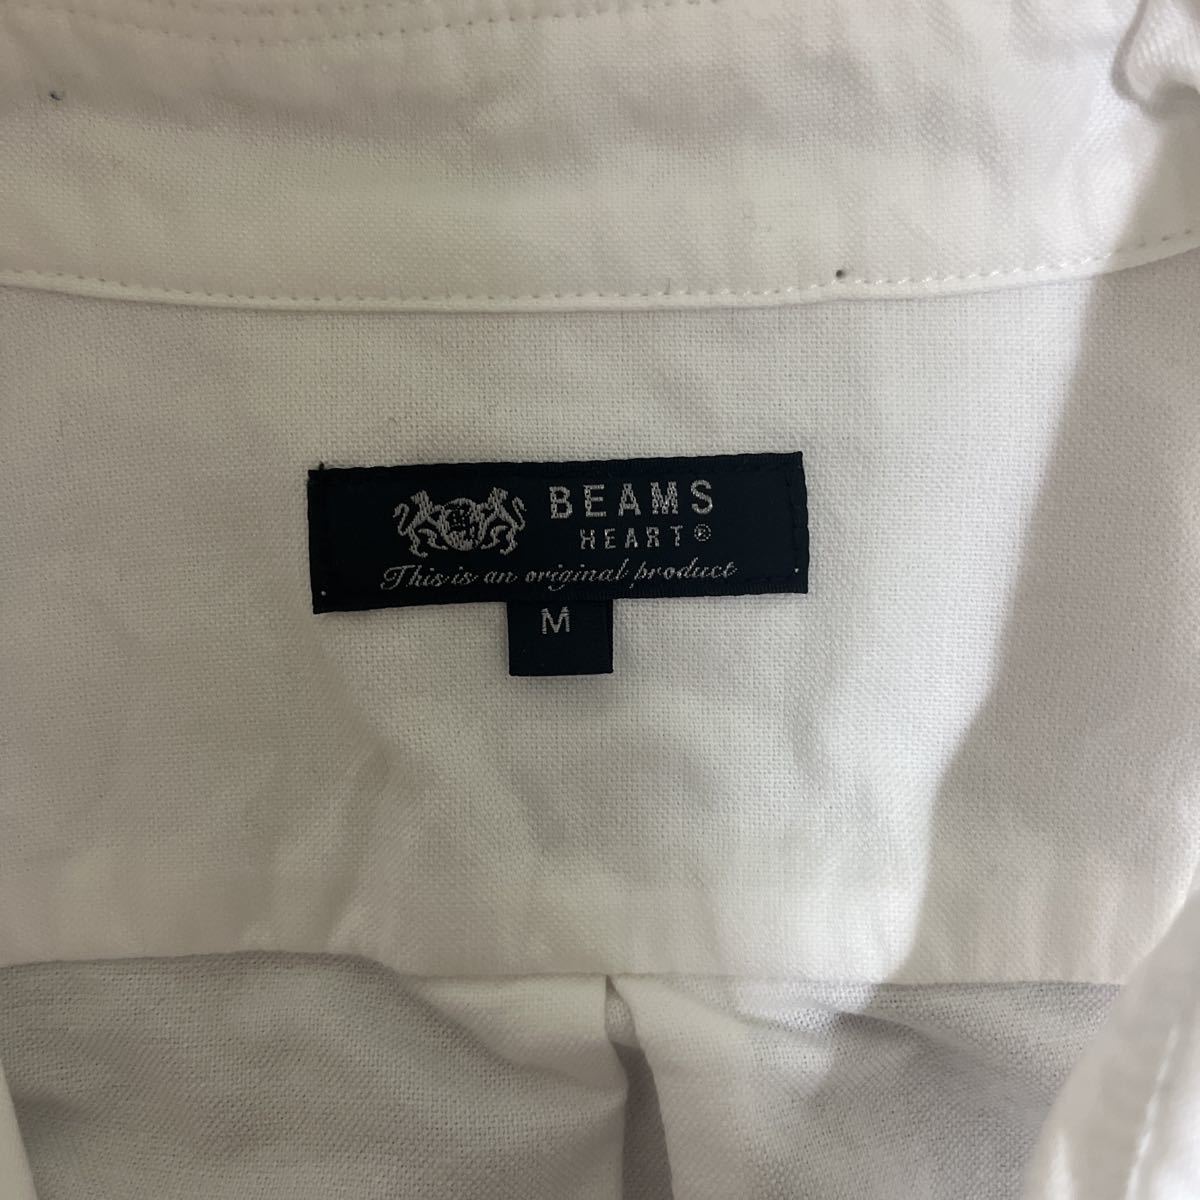 BEAMS
HEART®
This is an original product
M